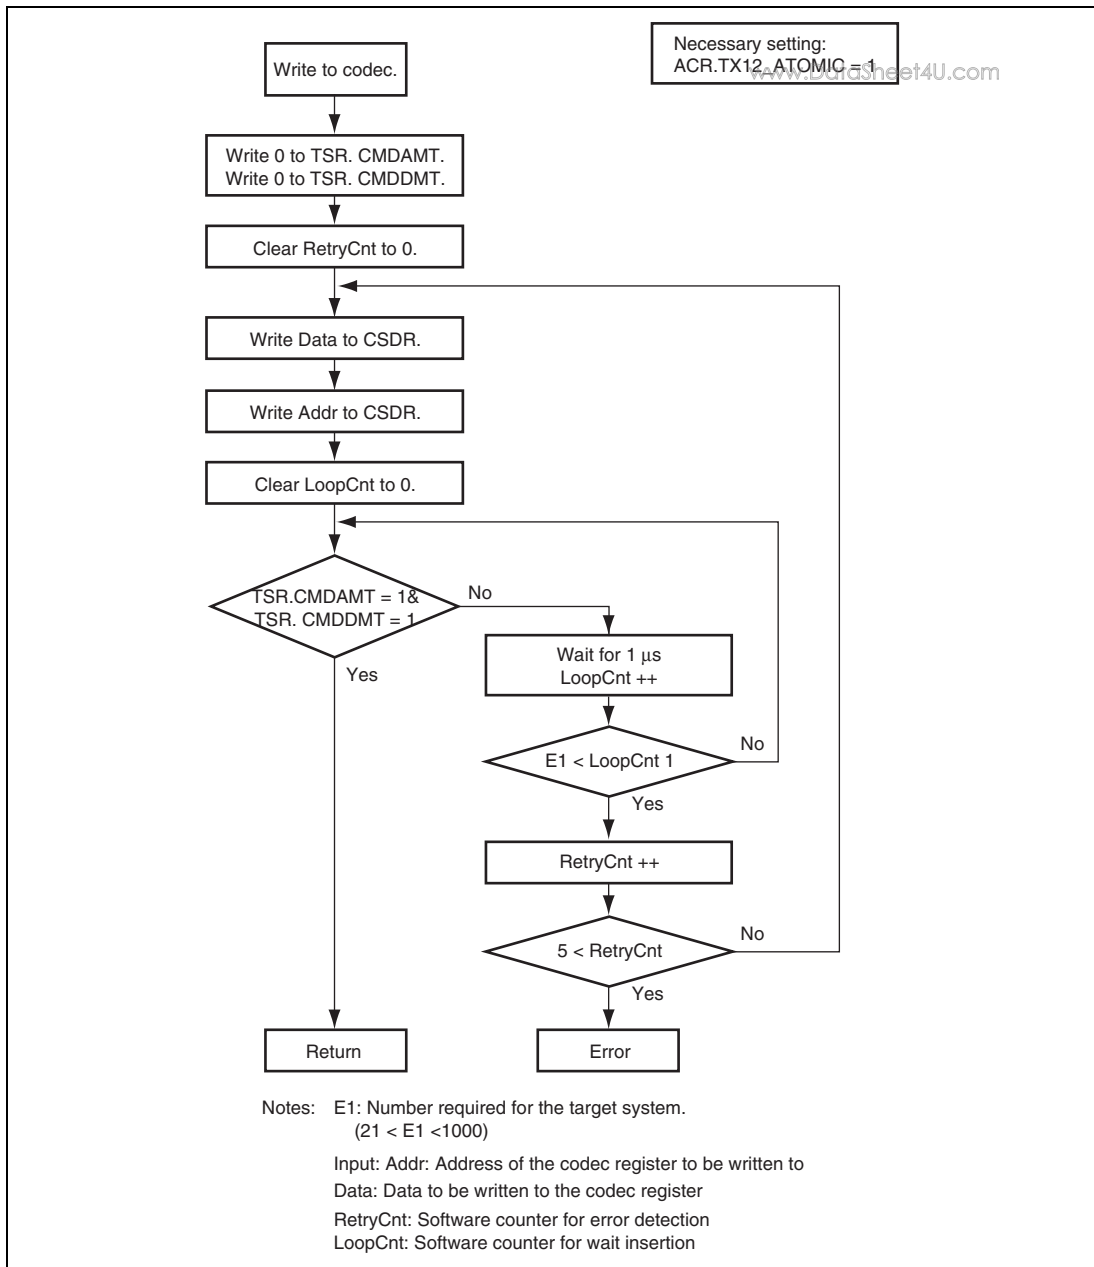 Necessary setting:
ACR.TX12_ATOMIC = 1
www.DataSheet4U.com
Write to codec.
Write 0 to TSR. CMDAMT.
Write 0 to TSR. CMDDMT.
Clear RetryCnt to 0.
Write Data to CSDR.
Write Addr to CSDR.
Clear LoopCnt to 0.
TSR.CMDAMT = 1&
TSR. CMDDMT = 1
No
Yes
Wait for 1 µs
LoopCnt ++
E1 < LoopCnt 1
No
Yes
RetryCnt ++
5 < RetryCnt
No
Yes
Return
Error
Notes: E1: Number required for the target system.
(21 < E1 <1000)
Input: Addr: Address of the codec register to be written to
Data: Data to be written to the codec register
RetryCnt: Software counter for error detection
LoopCnt: Software counter for wait insertion